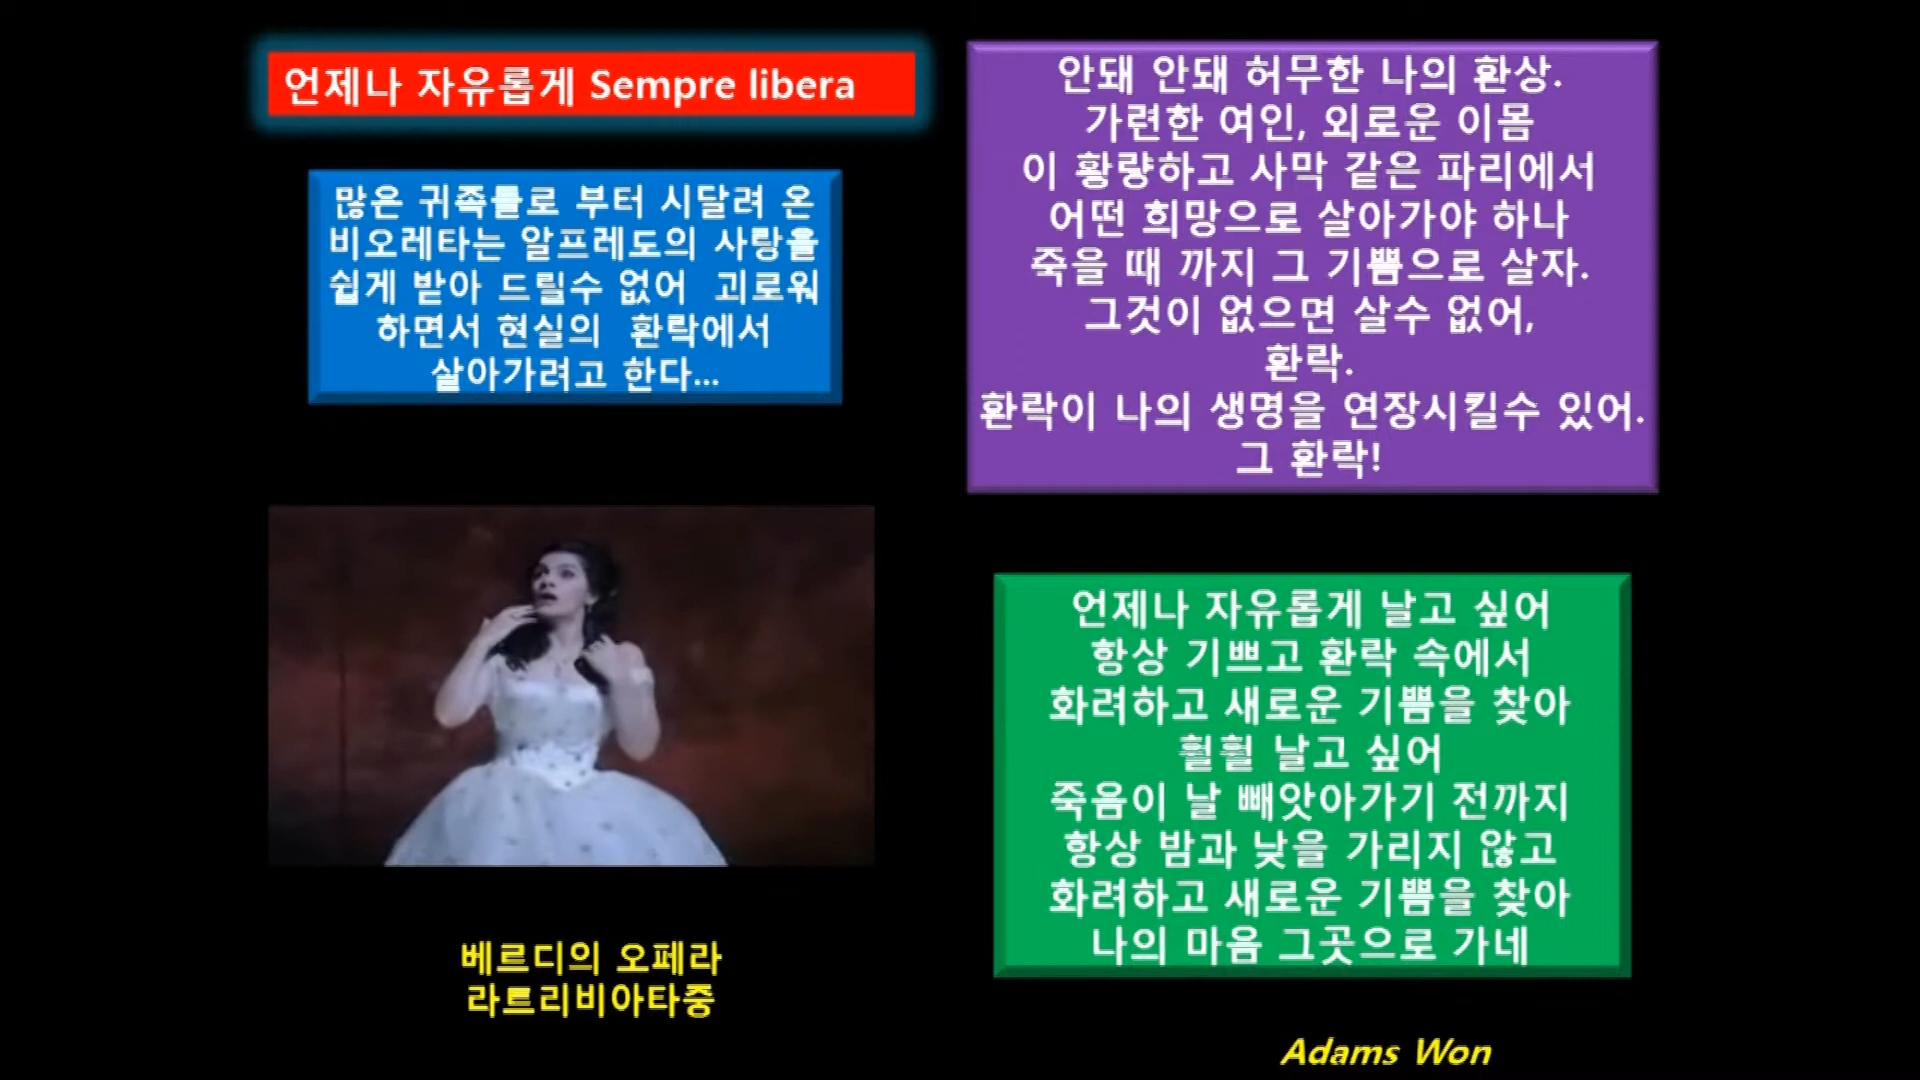 언제나 자유롭게 Sempre libera
많은 귀족들로 부터 시달려 온
비오레타는 알프레도의 사랑을
쉽게 받아 드릴수 없어 괴로워
하면서 현실의 환락에서
살아가려고 한다...
안돼 안돼 허무한 나의 환상.
가련한 여인, 외로운 이몸
이 황량하고 사막 같은 파리에서
어떤 희망으로 살아가야 하나
죽을 때 까지 그 기쁨으로 살자.
그것이 없으면 살수 없어,
환락.
환락이 나의 생명을 연장시킬수 있어.
그 환락!
언제나 자유롭게 날고 싶어
항상 기쁘고 환락 속에서
화려하고 새로운 기쁨을 찾아
훨훨 날고 싶어
죽음이 날 빼앗아가기 전까지
항상 밤과 낮을 가리지 않고
화려하고 새로운 기쁨을 찾아
나의 마음 그곳으로 가네
베르디의 오페라
라트리비아타중
Adams Won